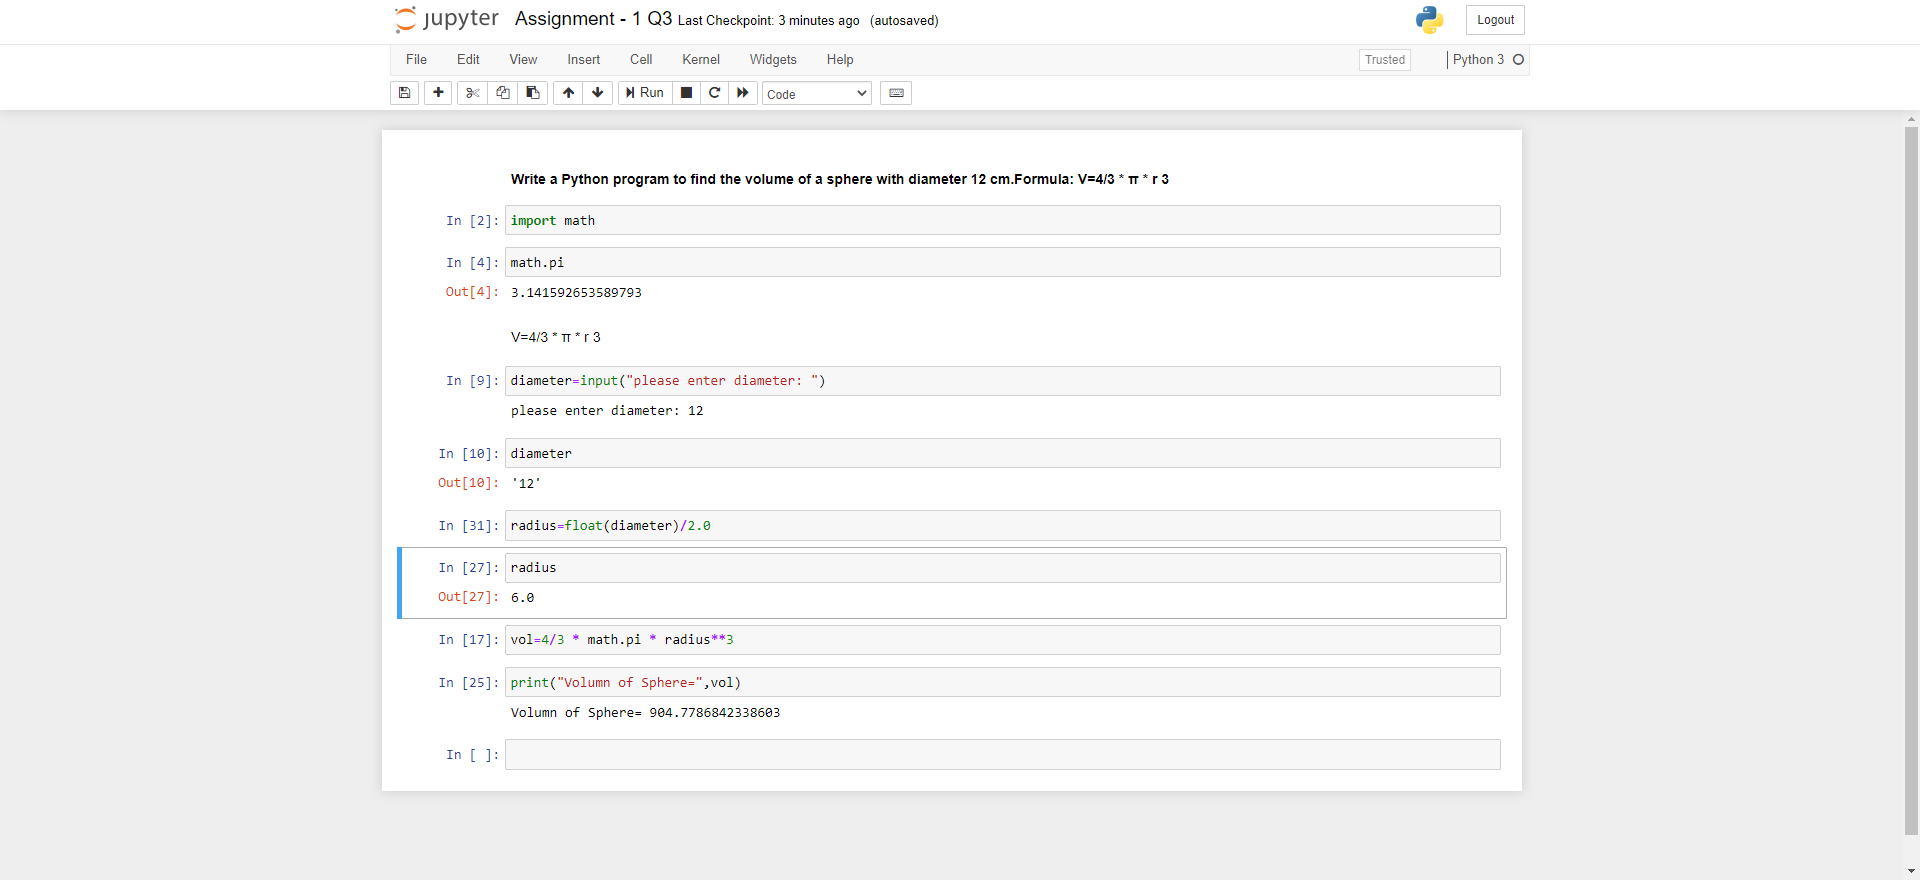 jupyter Assignment - 1 Q3 Last Checkpoint: 3 minutes ago (autosaved) Logout
File Edit View Insert Cell Kernel Widgets Help Trusted Python 3
Run Code
Write a Python program to find the volume of a sphere with diameter 12 cm.Formula: V=4/3 * π * r 3
In [2]: import math
In [4]: math.pi
Out[4]: 3.141592653589793
V=4/3 * π * r 3
In [9]: diameter=input("please enter diameter: ")
please enter diameter: 12
In [10]: diameter
Out[10]: '12'
In [31]: radius=float(diameter)/2.0
In [27]: radius
Out[27]: 6.0
In [17]: vol=4/3 * math.pi * radius**3
In [25]: print("Volumn of Sphere=",vol)
Volumn of Sphere= 904.7786842338603
In [ ]: